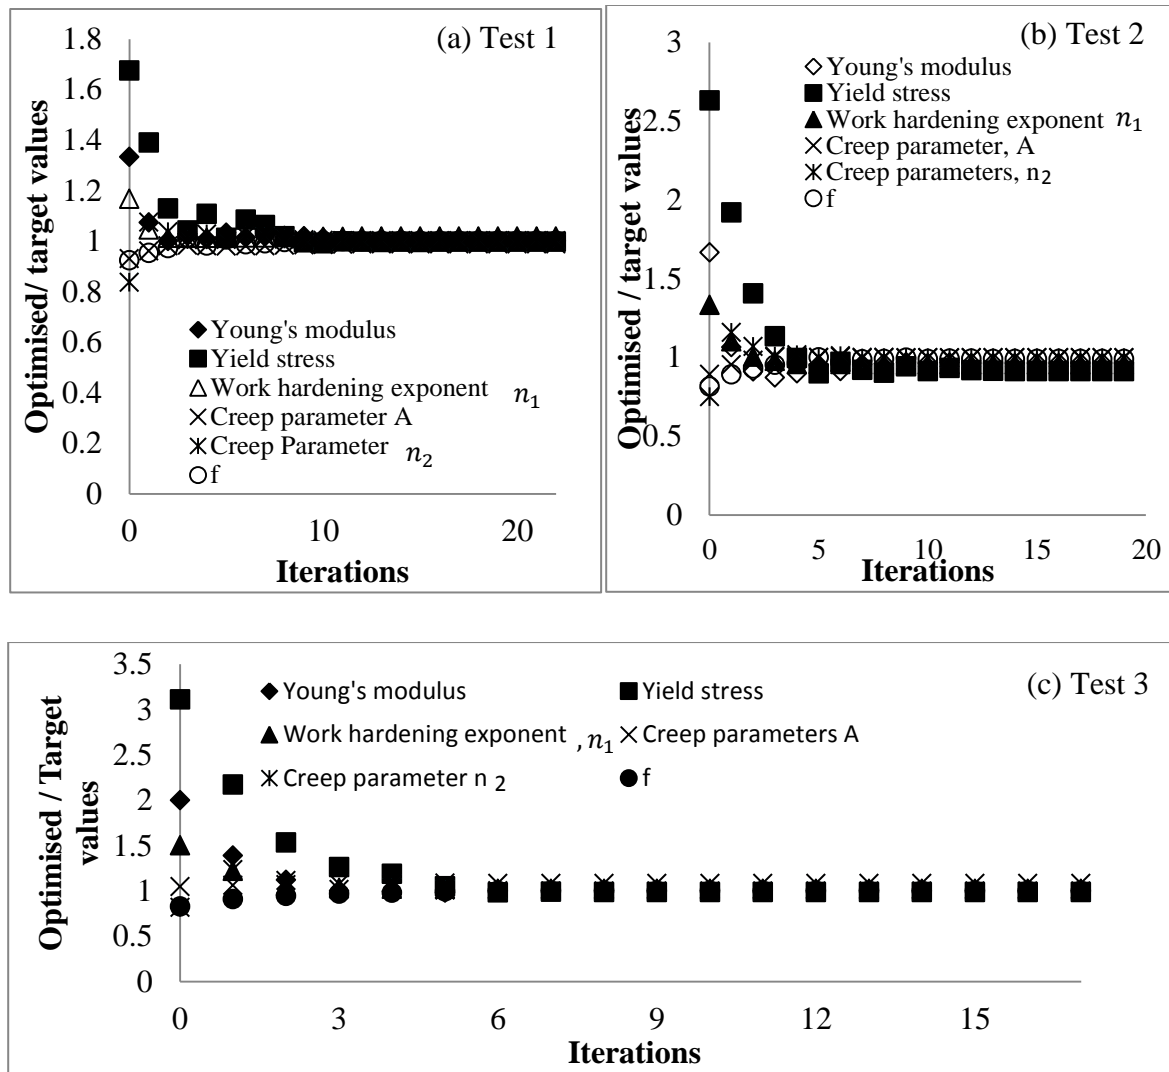 (a) Test 1
Optimised/ target values
1.8
1.6
1.4
1.2
1
0.8
0.6
0.4
0.2
0
Young's modulus
Yield stress
Work hardening exponent n₁
Creep parameter A
Creep Parameter n₂
f
0 10 20
Iterations
(b) Test 2
Optimised / target values
3
2.5
2
1.5
1
0.5
0
Young's modulus
Yield stress
Work hardening exponent n₁
Creep parameter, A
Creep parameters, n₂
f
0 5 10 15 20
Iterations
(c) Test 3
Optimised / Target
values
3.5
3
2.5
2
1.5
1
0.5
0
Young's modulus Yield stress
Work hardening exponent , n₁ Creep parameters A
Creep parameter n ₂ f
0 3 6 9 12 15
Iterations